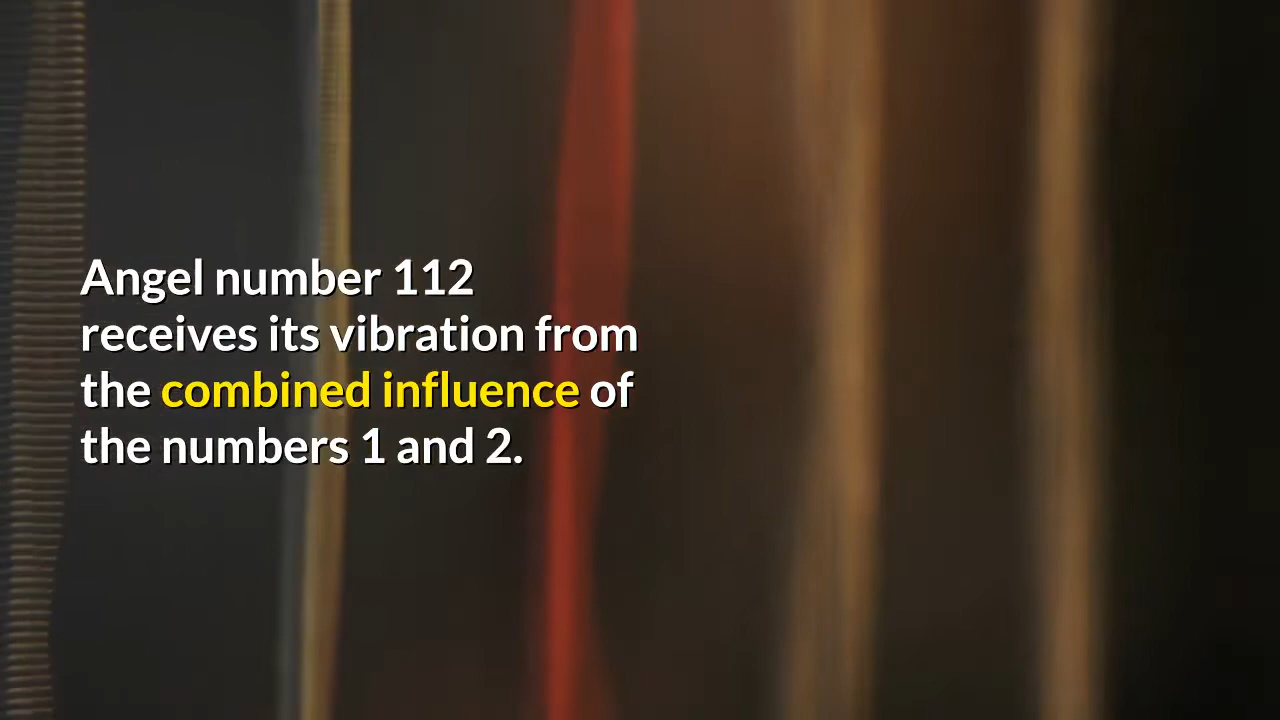 Angel number 112
receives its vibration from
the combined influence of
the numbers 1 and 2.